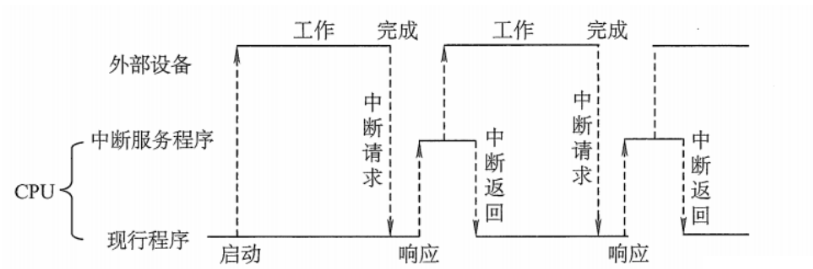 工作
完成
工作
完成
外部设备
中断请求
中断请求
中断服务程序
中断返回
中断返回
CPU
现行程序
启动
响应
响应